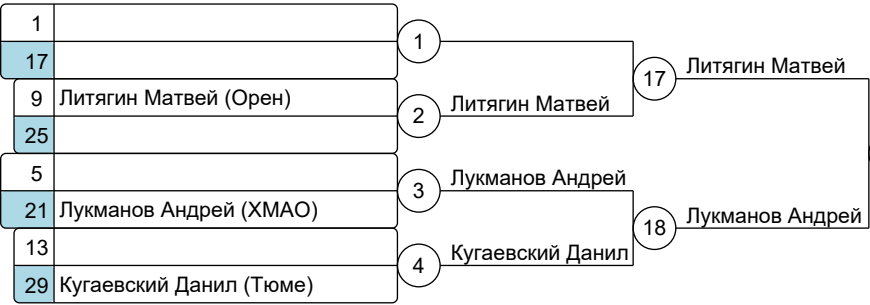 1
17
1
9 Литягин Матвей (Орен)
25
2
Литягин Матвей
17
Литягин Матвей
5
21 Лукманов Андрей (ХМАО)
3
Лукманов Андрей
13
29 Кугаевский Данил (Тюме)
4
Кугаевский Данил
18
Лукманов Андрей